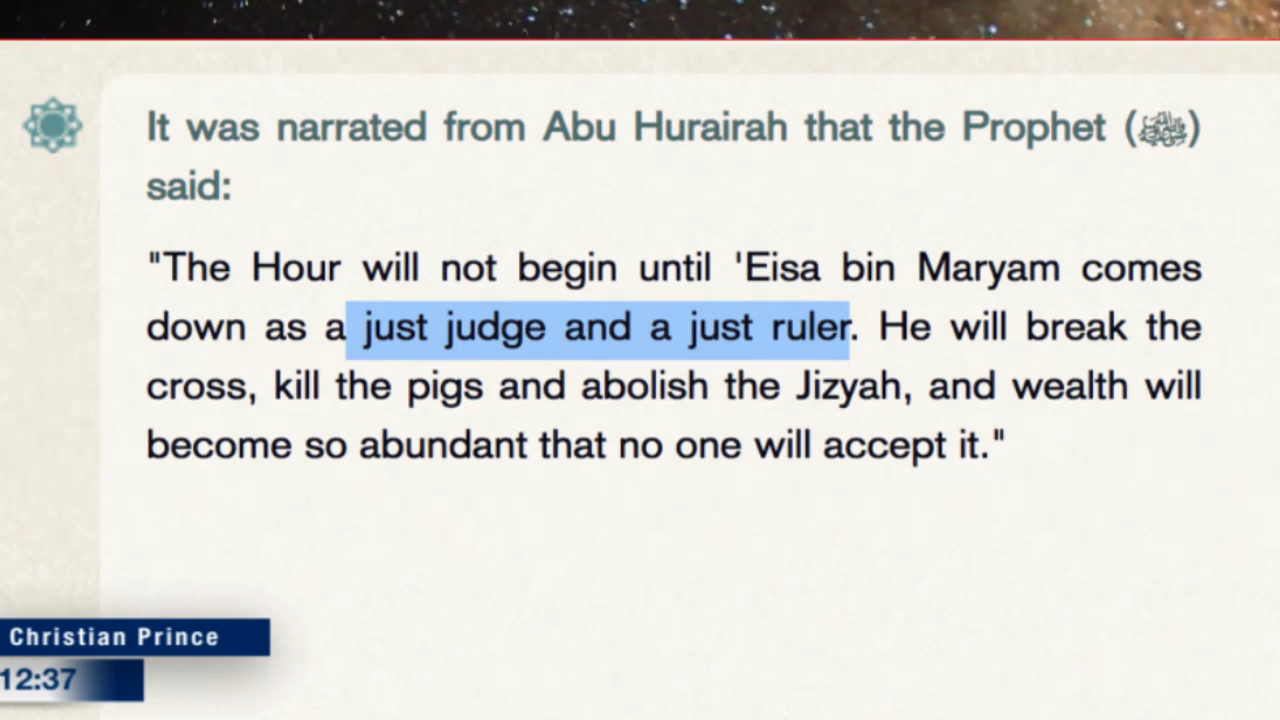 It was narrated from Abu Hurairah that the Prophet (ﷺ)
said:
"The Hour will not begin until 'Eisa bin Maryam comes
down as a just judge and a just ruler. He will break the
cross, kill the pigs and abolish the Jizyah, and wealth will
become so abundant that no one will accept it."
Christian Prince
12:37